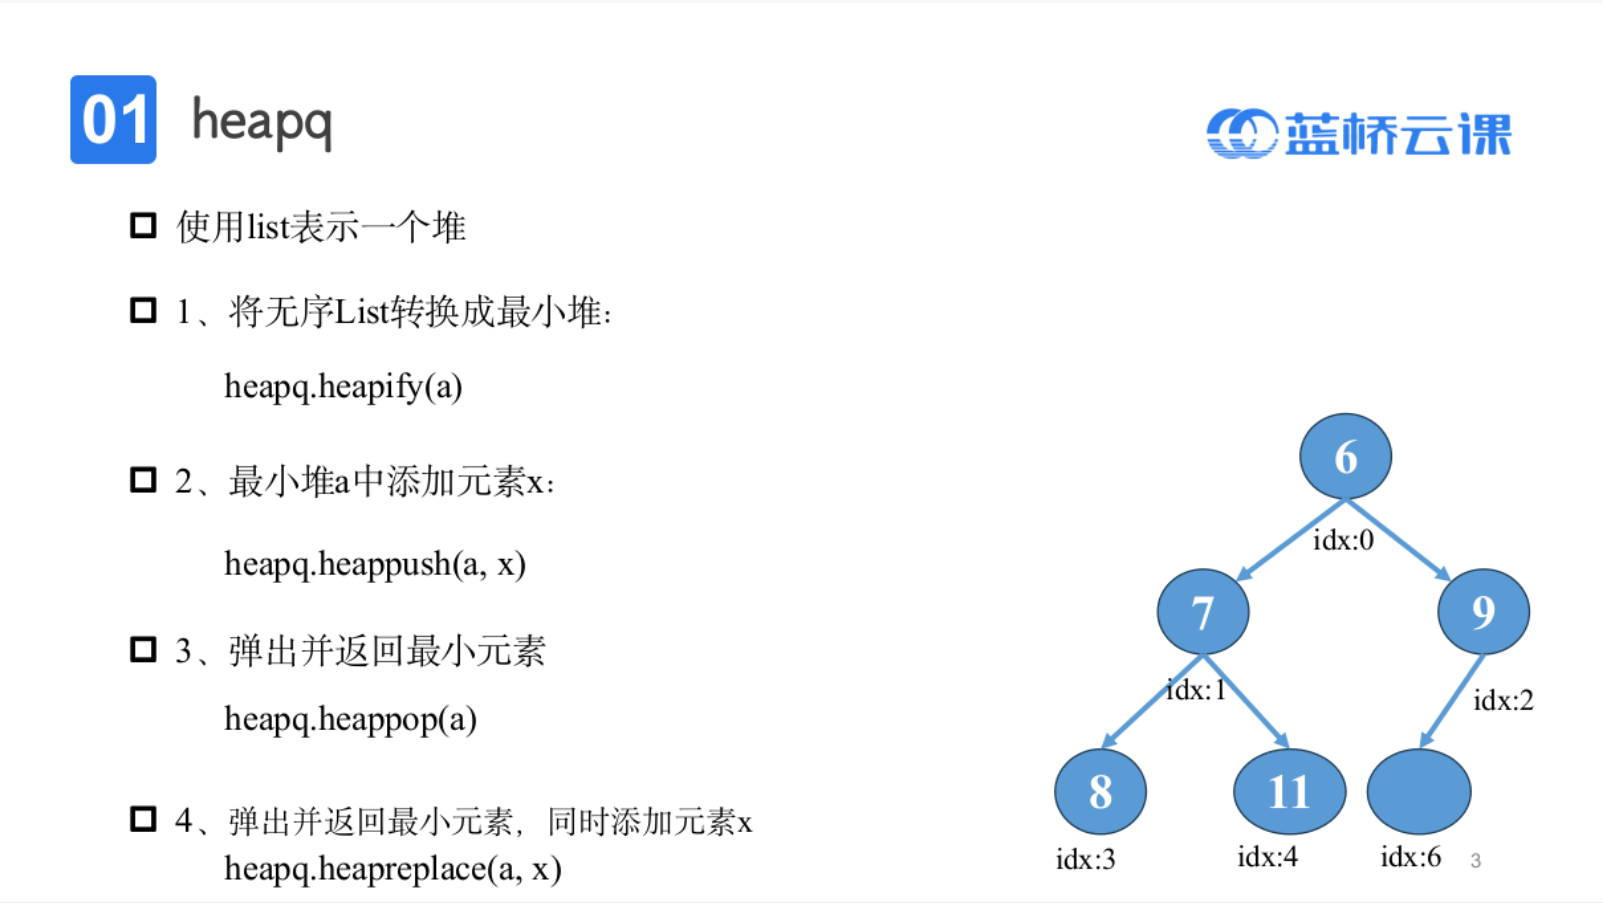 01 heapq
蓝桥云课
使用list表示一个堆
1、将无序List转换成最小堆：
heapq.heapify(a)
2、最小堆a中添加元素x：
heapq.heappush(a, x)
3、弹出并返回最小元素
heapq.heappop(a)
4、弹出并返回最小元素，同时添加元素x
heapq.heapreplace(a, x)
6
idx:0
7
9
idx:1
idx:2
8
11
idx:3
idx:4
idx:6
3